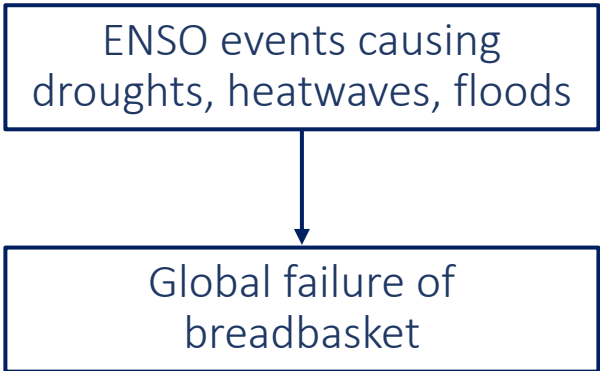 ENSO events causing
droughts, heatwaves, floods
Global failure of
breadbasket